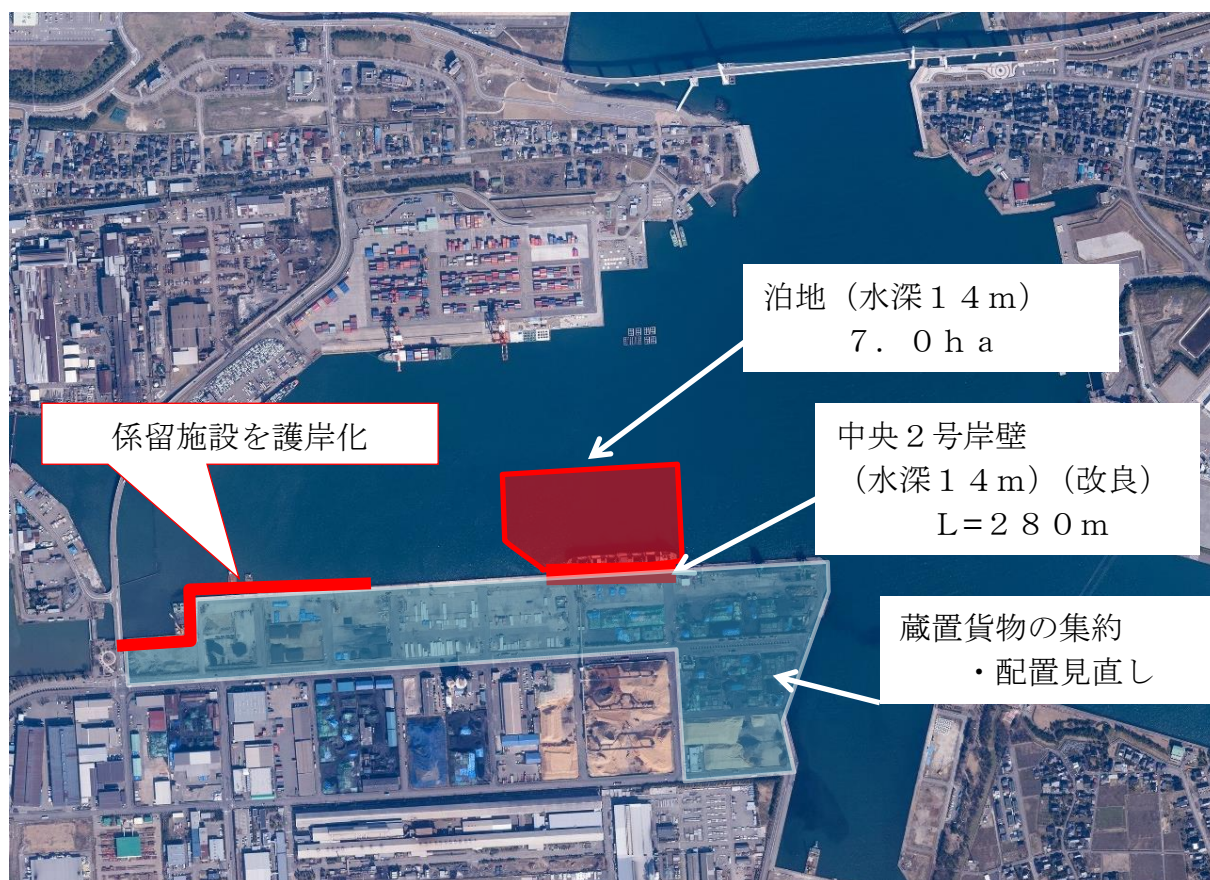 泊地（水深１４ｍ）
７．０ｈａ
係留施設を護岸化
中央２号岸壁
（水深１４ｍ）（改良）
Ｌ＝２８０ｍ
蔵置貨物の集約
・配置見直し